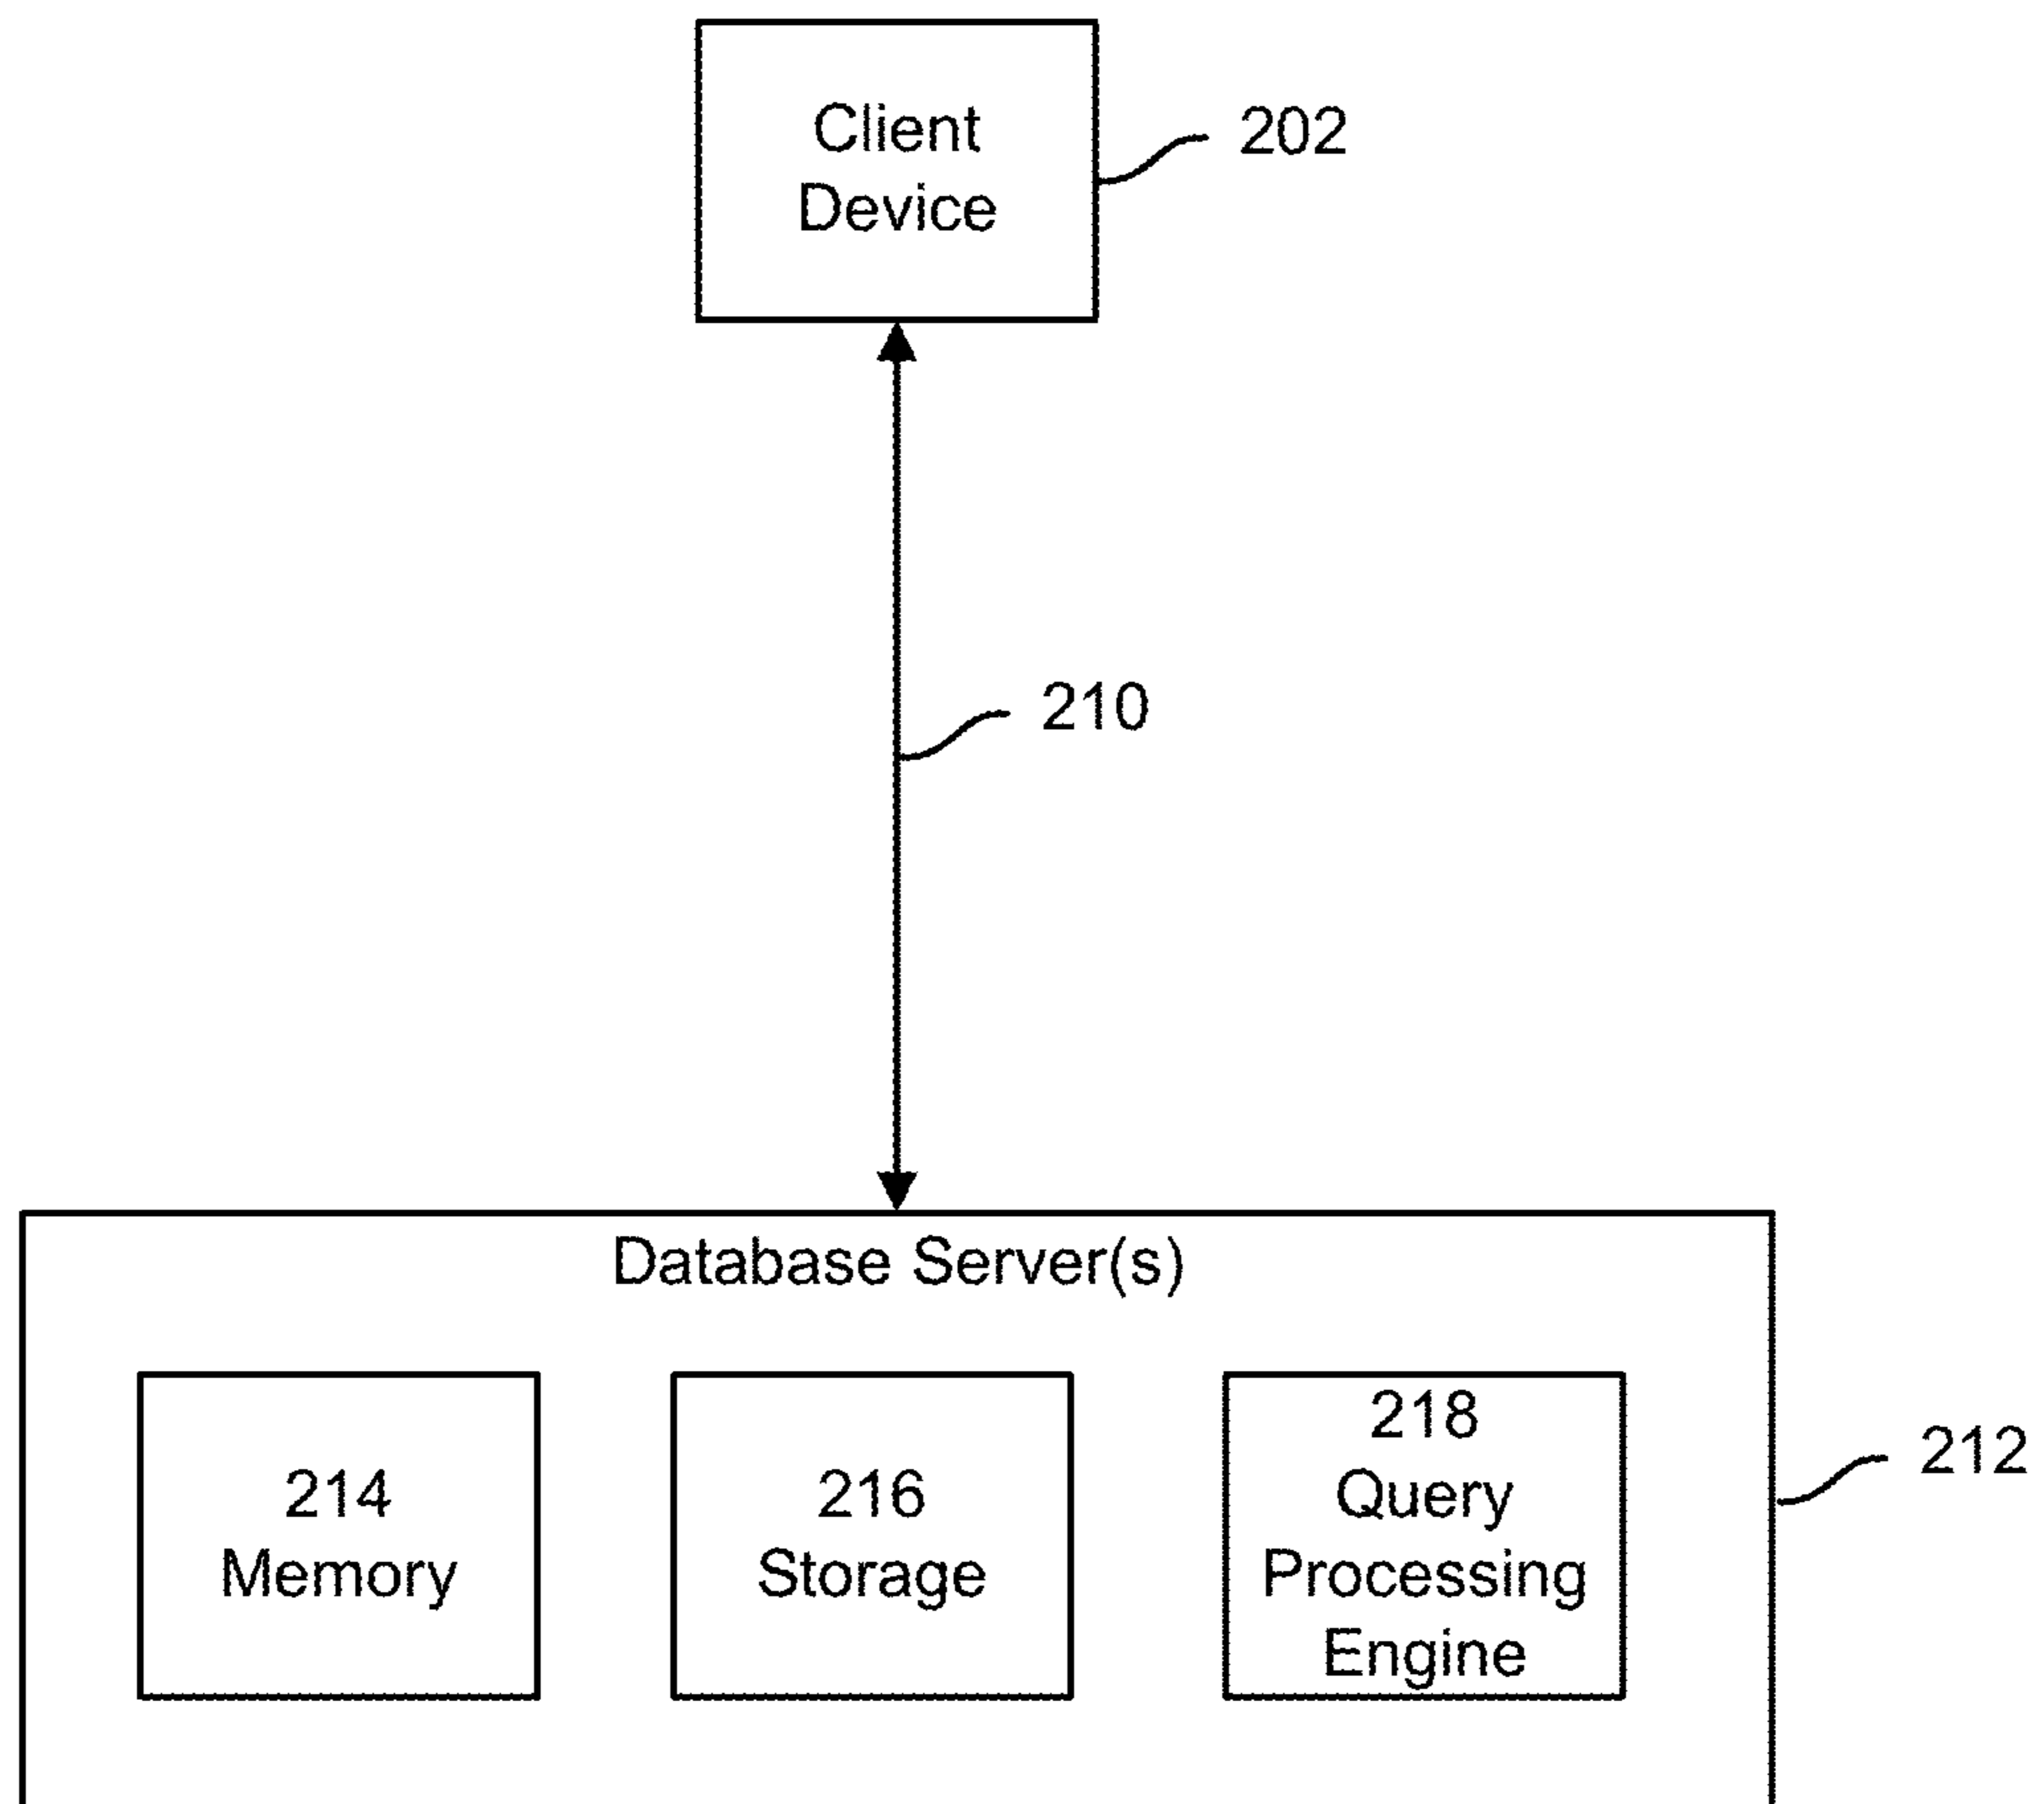 Client
Device
202
210
Database Server(s)
214
Memory
216
Storage
218
Query
Processing
Engine
212